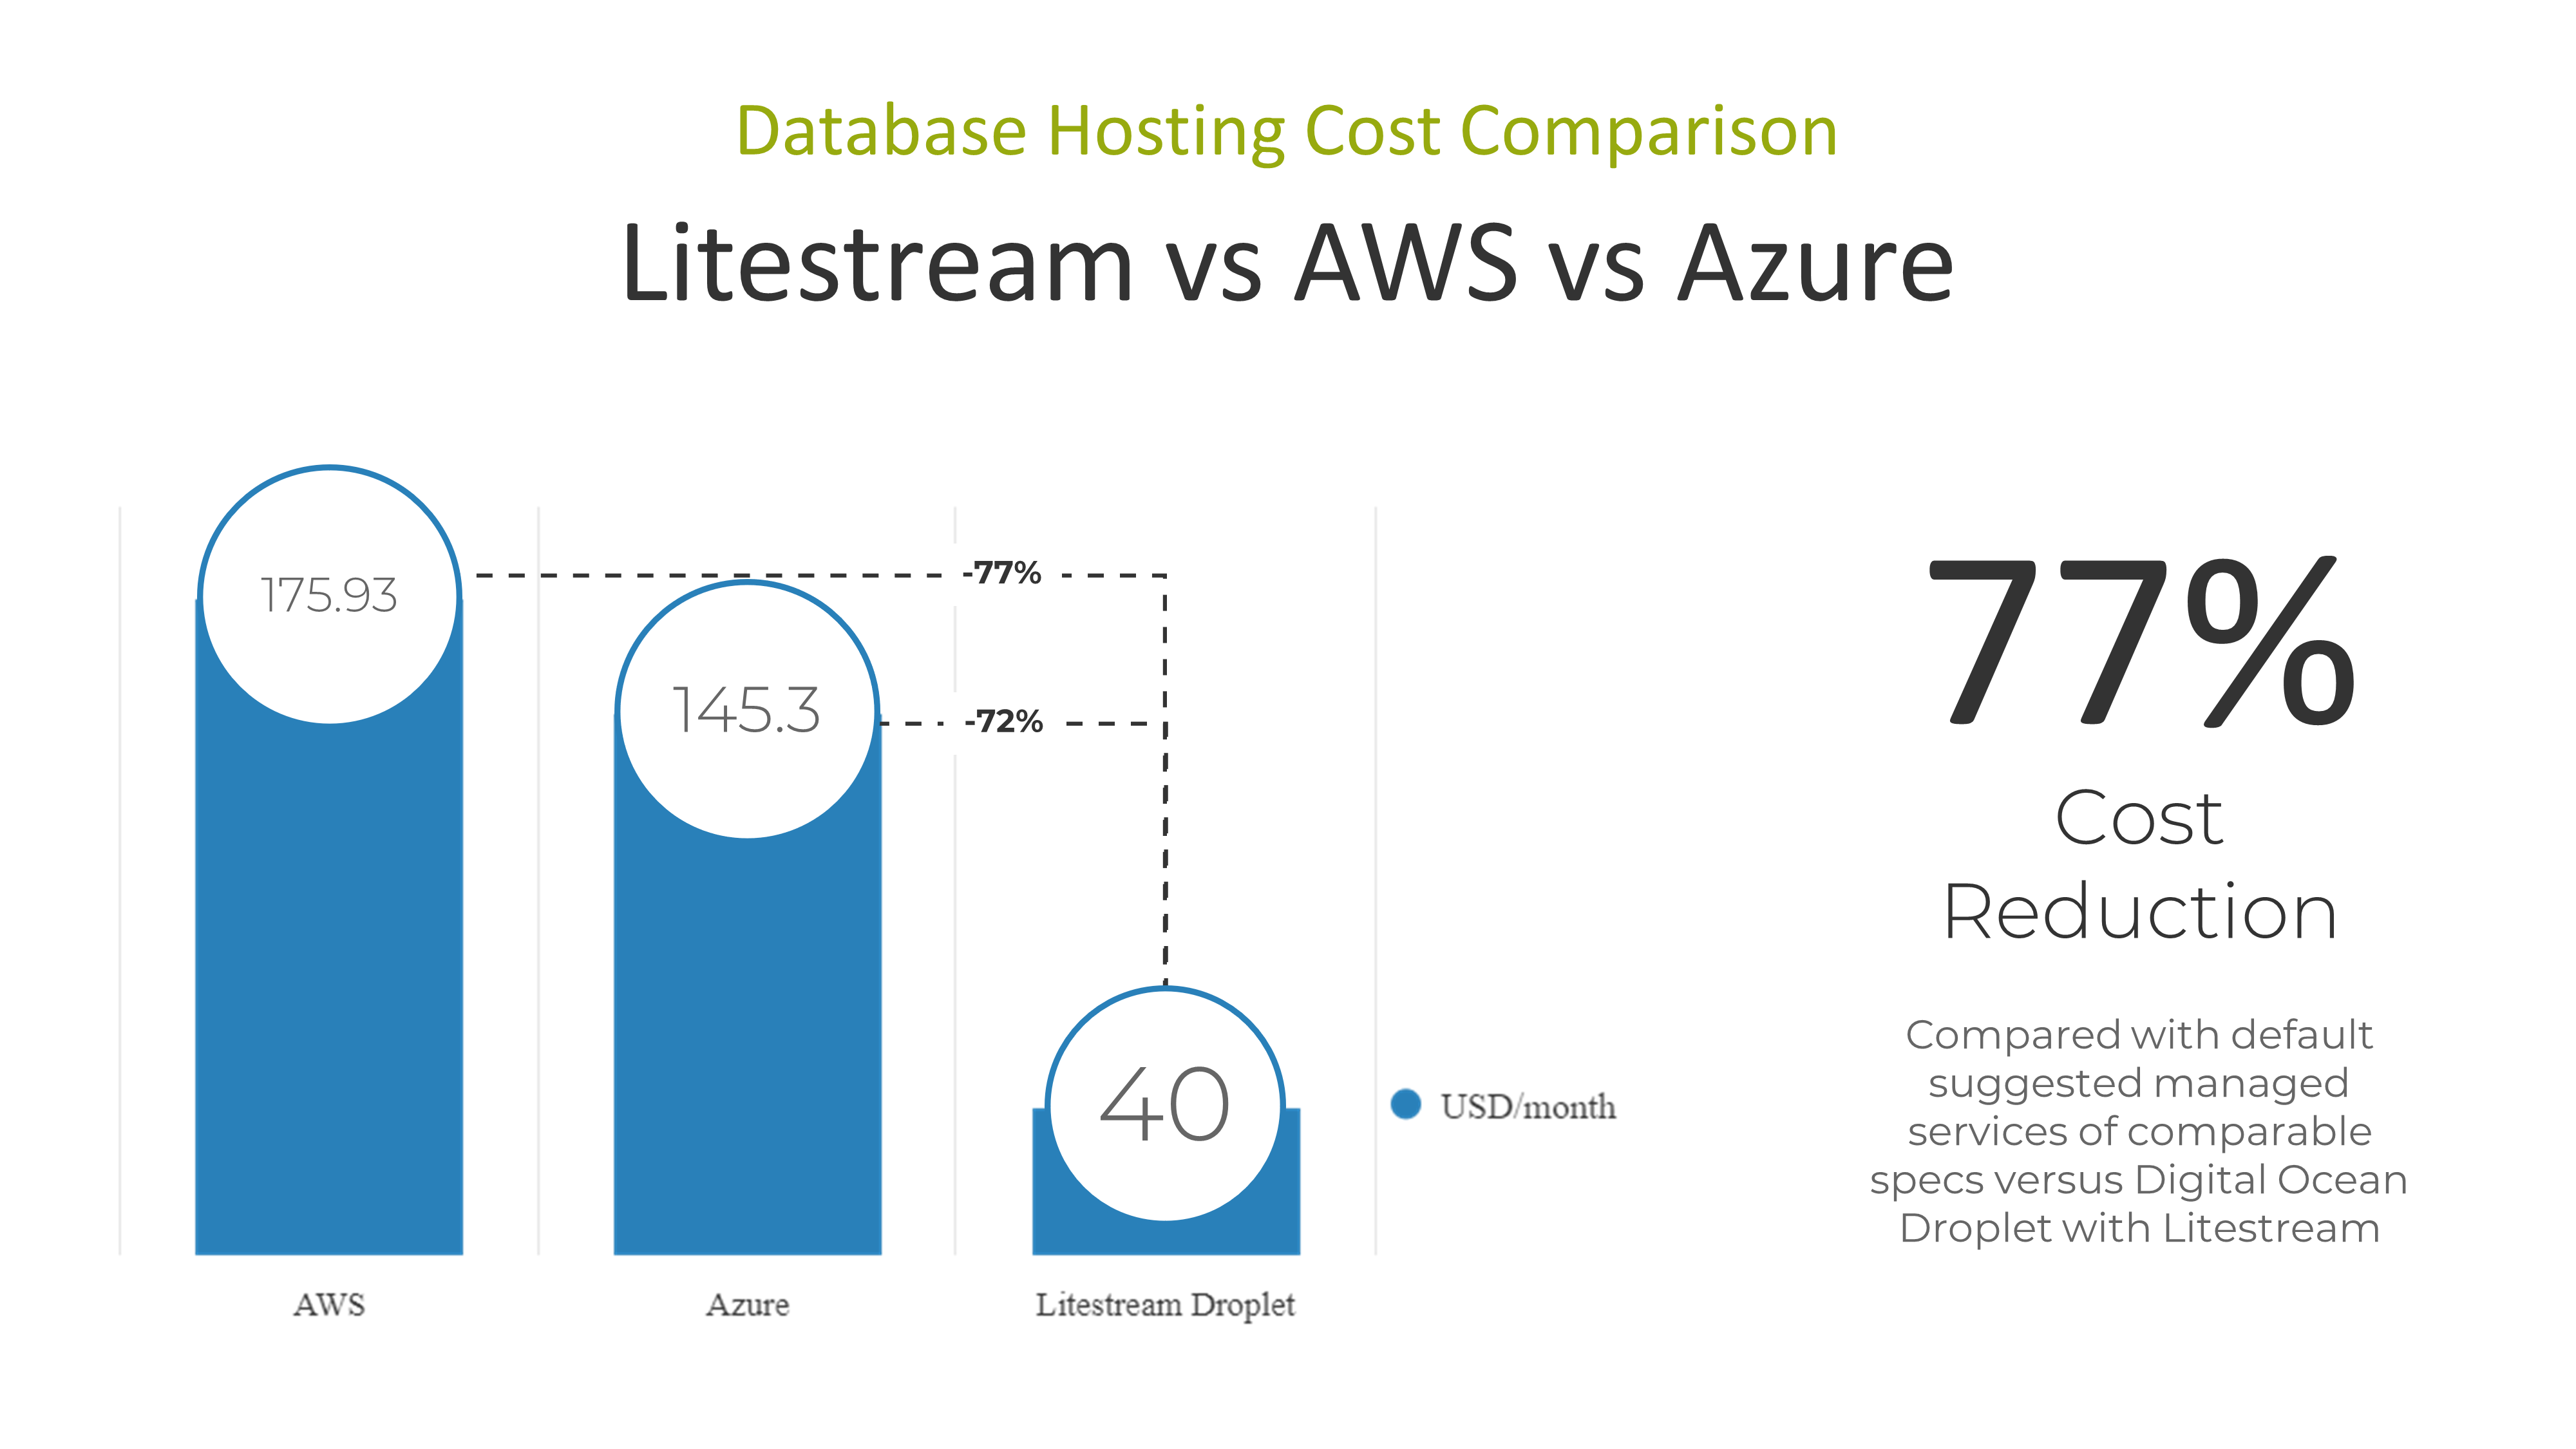 Database Hosting Cost Comparison
Litestream vs AWS vs Azure
175.93
145.3
40
-77%
-72%
AWS
Azure
Litestream Droplet
USD/month
77%
Cost
Reduction
Compared with default
suggested managed
services of comparable
specs versus Digital Ocean
Droplet with Litestream